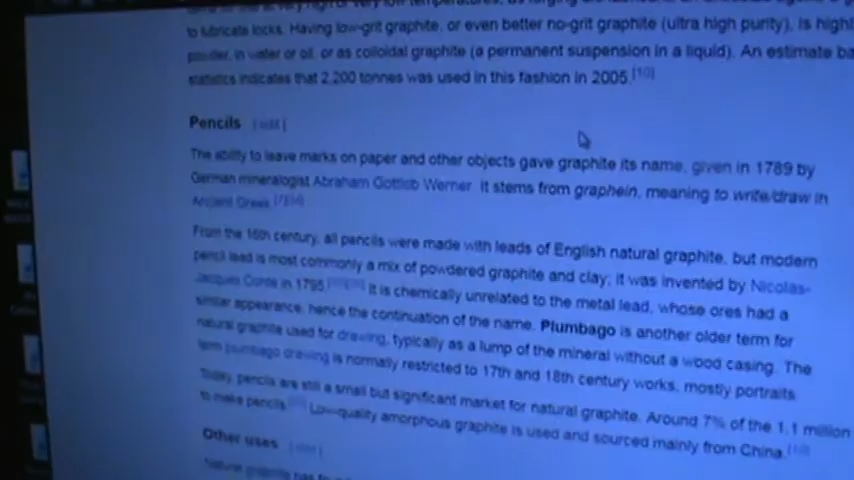 to lubricate locks. Having low-grit graphite, or even better no-grit graphite (ultra high purity), is highl
powder, in water or oil, or as colloidal graphite (a permanent suspension in a liquid). An estimate ba
statistics indicates that 2,200 tonnes was used in this fashion in 2005.[10]
Pencils [edit]
The ability to leave marks on paper and other objects gave graphite its name, given in 1789 by
German mineralogist Abraham Gottlob Werner. It stems from graphein, meaning to write/draw in
Ancient Greek.
From the 16th century, all pencils were made with leads of English natural graphite, but modern
pencil lead is most commonly a mix of powdered graphite and clay; it was invented by Nicolas-
Jacques Conte in 1795. It is chemically unrelated to the metal lead, whose ores had a
similar appearance, hence the continuation of the name. Plumbago is another older term for
natural graphite used for drawing, typically as a lump of the mineral without a wood casing. The
term plumbago drawing is normally restricted to 17th and 18th century works, mostly portraits.
Today, pencils are still a small but significant market for natural graphite. Around 7% of the 1.1 million
to make pencils. Low-quality amorphous graphite is used and sourced mainly from China.
Other uses [edit]
Natural graphite has